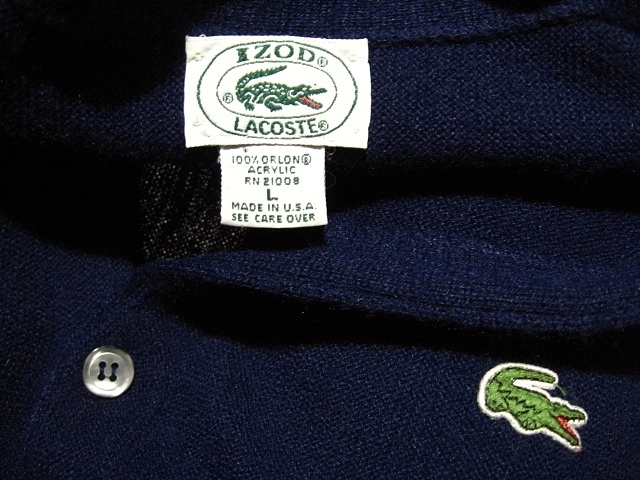 IZOD®
®
LACOSTE®
100% ORLON®
ACRYLIC
RN 21008
L
MADE IN U.S.A.
SEE CARE OVER